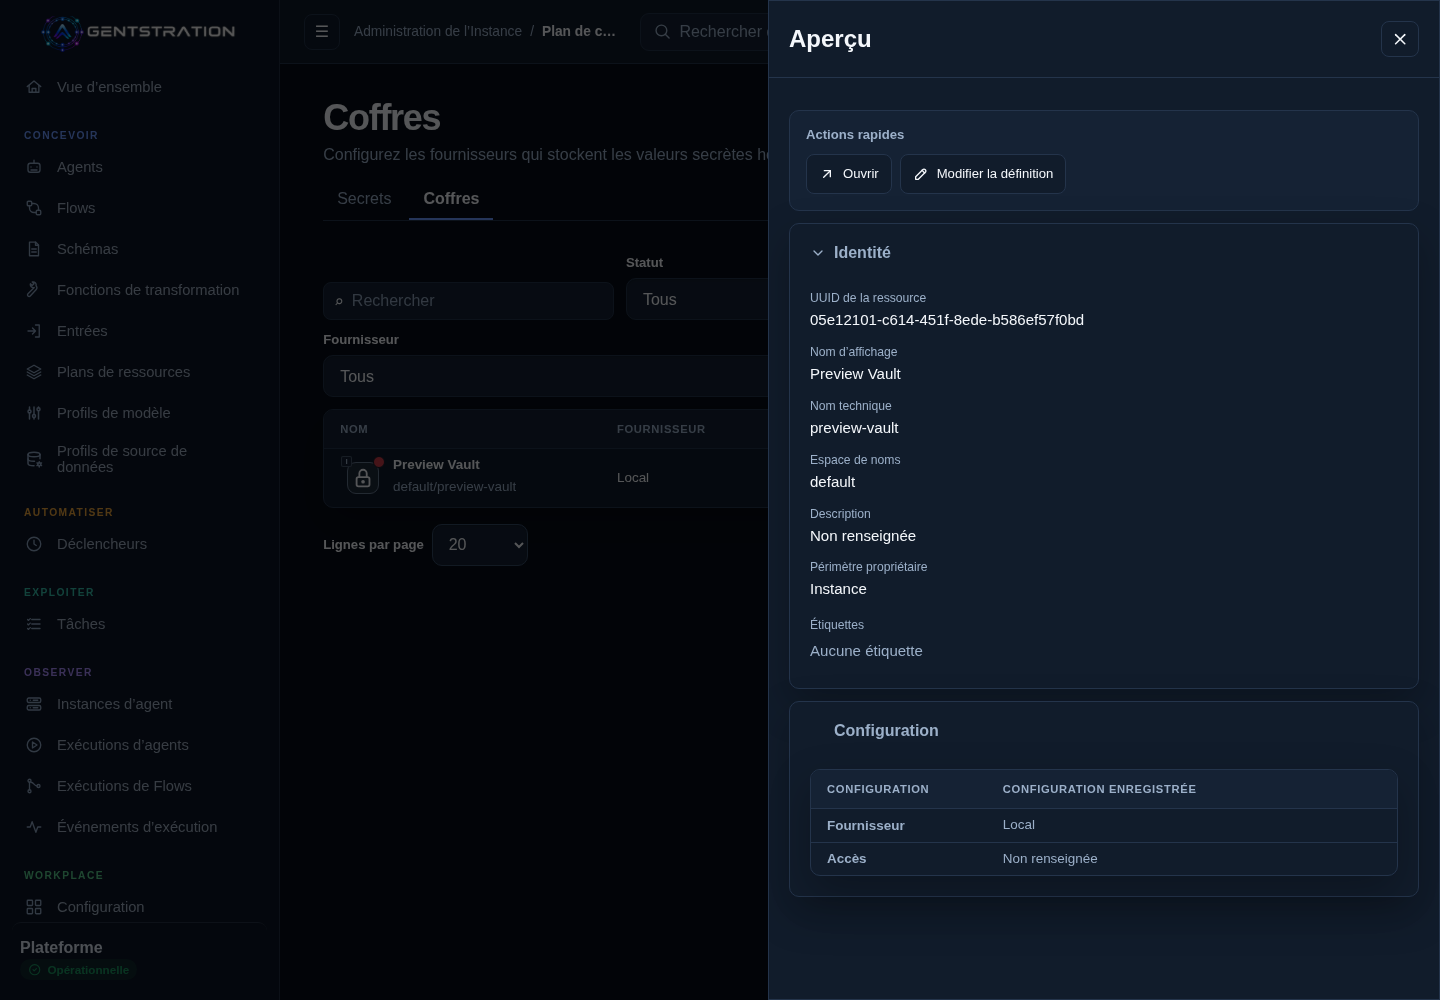 GENTSTRATION
Vue d’ensemble
CONCEVOIR
Agents
Flows
Schémas
Fonctions de transformation
Entrées
Plans de ressources
Profils de modèle
Profils de source de
données
AUTOMATISER
Déclencheurs
EXPLOITER
Tâches
OBSERVER
Instances d’agent
Exécutions d’agents
Exécutions de Flows
Événements d’exécution
WORKPLACE
Configuration
Plateforme
Opérationnelle
Administration de l’Instance / Plan de c…
Rechercher
Coffres
Configurez les fournisseurs qui stockent les valeurs secrètes
Secrets
Coffres
Statut
Rechercher
Tous
Fournisseur
Tous
NOM FOURNISSEUR
Preview Vault
default/preview-vault
Local
Lignes par page
20
Aperçu
Actions rapides
Ouvrir
Modifier la définition
Identité
UUID de la ressource
05e12101-c614-451f-8ede-b586ef57f0bd
Nom d’affichage
Preview Vault
Nom technique
preview-vault
Espace de noms
default
Description
Non renseignée
Périmètre propriétaire
Instance
Étiquettes
Aucune étiquette
Configuration
CONFIGURATION CONFIGURATION ENREGISTRÉE
Fournisseur Local
Accès Non renseignée